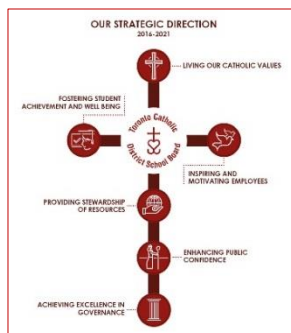 OUR STRATEGIC DIRECTION
2016-2021
LIVING OUR CATHOLIC VALUES
FOSTERING STUDENT
ACHIEVEMENT AND WELL BEING
Toronto Catholic
District School Board
INSPIRING AND
MOTIVATING EMPLOYEES
PROVIDING STEWARDSHIP
OF RESOURCES
ENHANCING PUBLIC
CONFIDENCE
ACHIEVING EXCELLENCE IN
GOVERNANCE